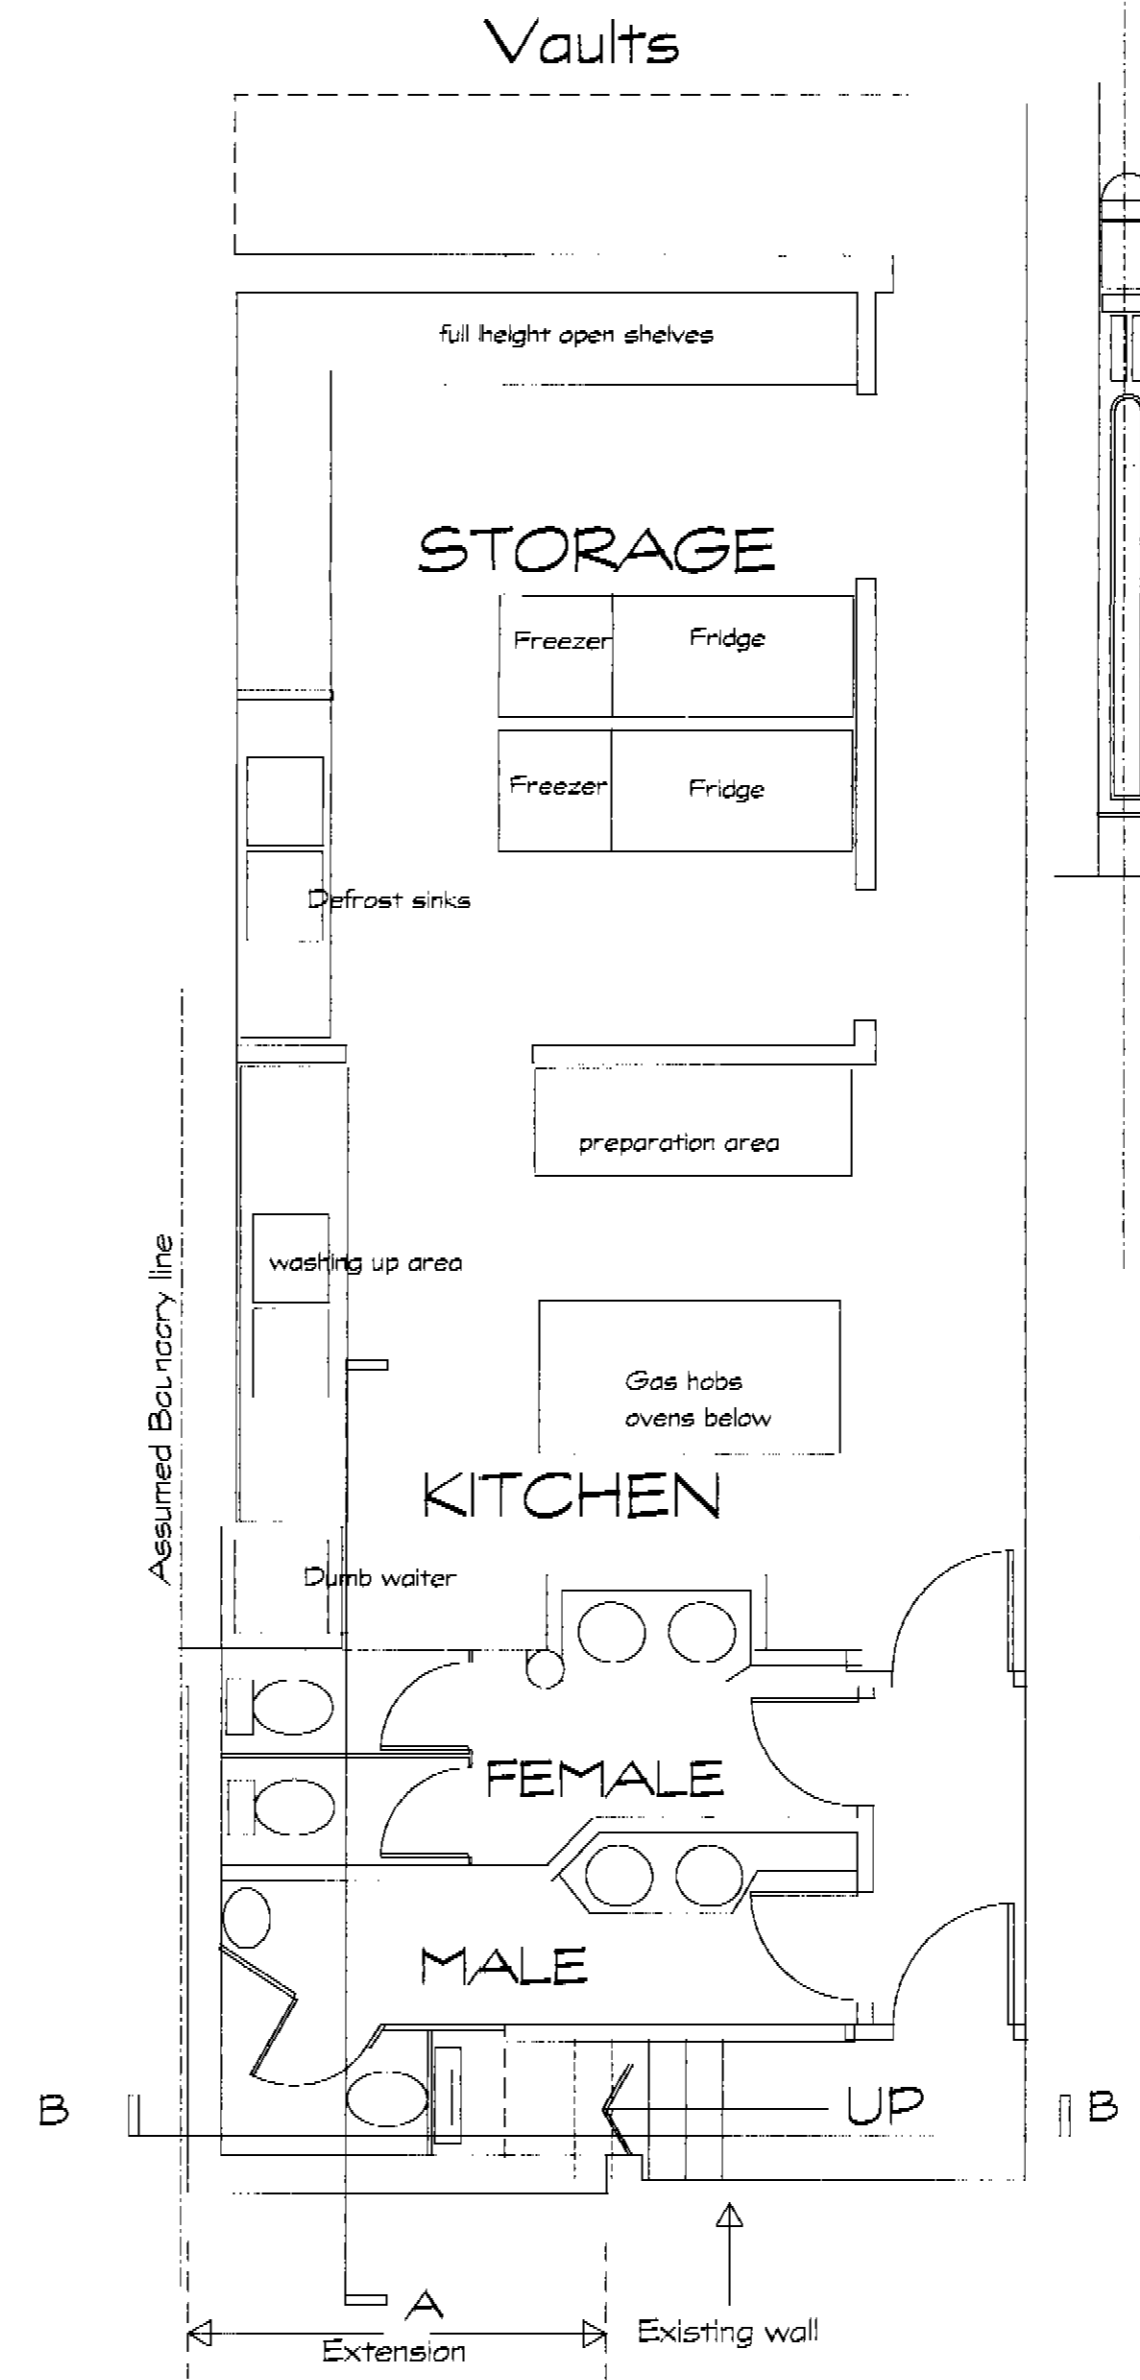 Vaults
full height open shelves
STORAGE
Freezer
Fridge
Freezer
Fridge
Defrost sinks
preparation area
washing up area
Assumed line
Gas hobs
ovens below
KITCHEN
Dumb waiter
FEMALE
MALE
B
UP
B
A
Extension
Existing wall